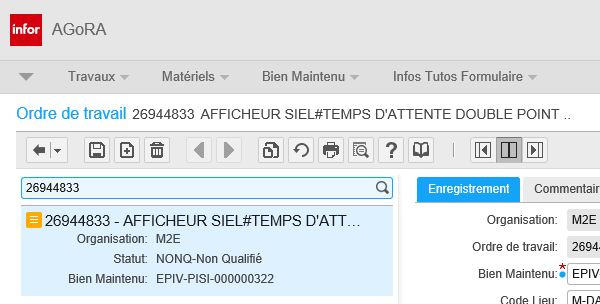 infor AGoRA
Travaux Matériels Bien Maintenu Infos Tutos Formulaire
Ordre de travail 26944833 AFFICHEUR SIEL#TEMPS D'ATTENTE DOUBLE POINT ..
26944833
Enregistrement Commentair
26944833 - AFFICHEUR SIEL#TEMPS D'ATT…
Organisation: M2E
Statut: NONQ-Non Qualifié
Bien Maintenu: EPIV-PISI-000000322
Organisation: M2E
Ordre de travail: 26944
Bien Maintenu: * EPIV-
Code Lieu: M-DA